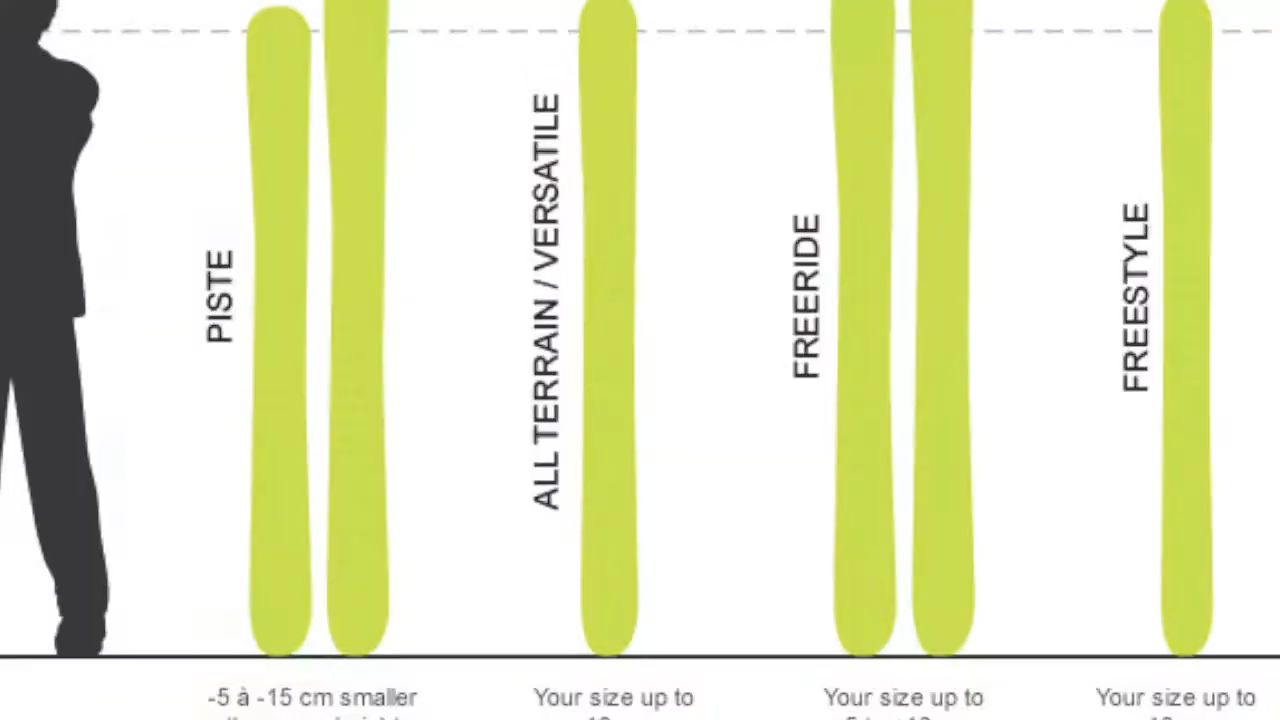 PISTE
ALL TERRAIN / VERSATILE
FREERIDE
FREESTYLE
-5 à -15 cm smaller
Your size up to
Your size up to
Your size up to